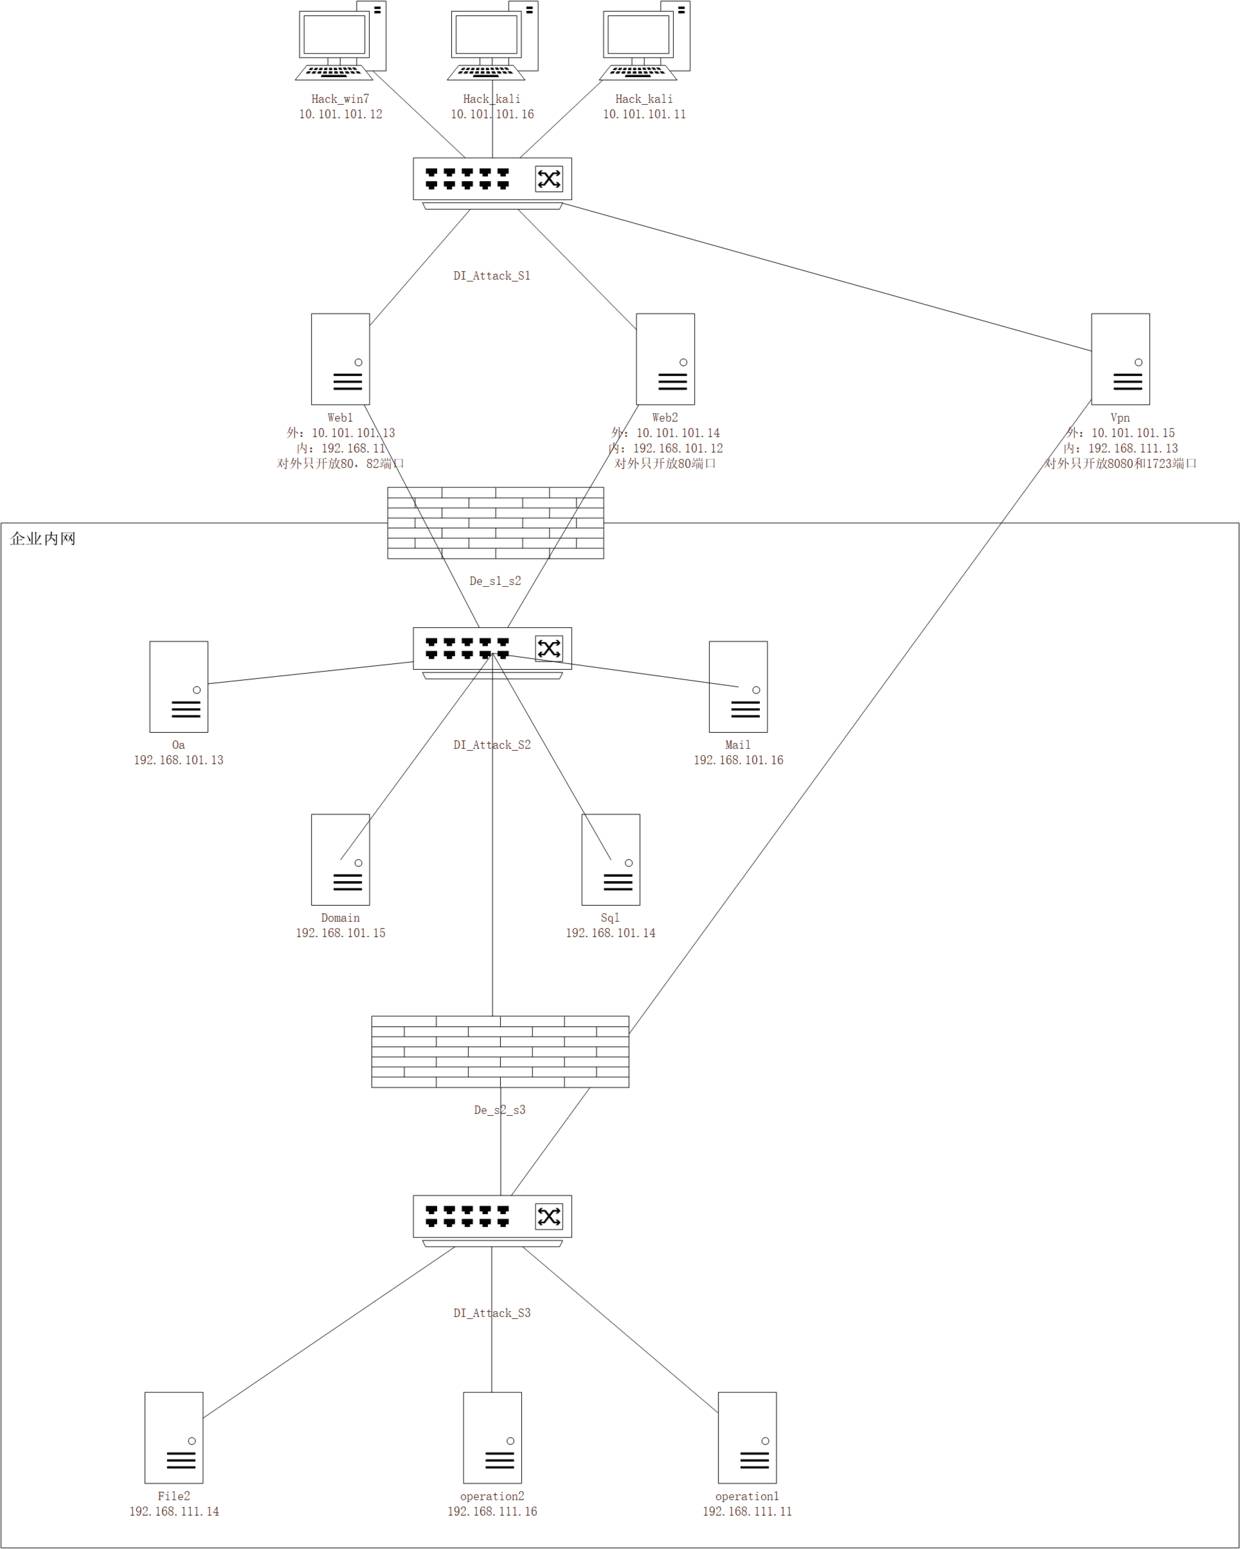 Hack_win7
10.101.101.12
Hack_kali
10.101.101.16
Hack_kali
10.101.101.11
DI_Attack_S1
Web1
外：10.101.101.13
内：192.168.11
对外只开放80，82端口
Web2
外：10.101.101.14
内：192.168.101.12
对外只开放80端口
Vpn
外：10.101.101.15
内：192.168.111.13
对外只开放8080和1723端口
企业内网
De_s1_s2
DI_Attack_S2
Oa
192.168.101.13
Mail
192.168.101.16
Domain
192.168.101.15
Sql
192.168.101.14
De_s2_s3
DI_Attack_S3
File2
192.168.111.14
operation2
192.168.111.16
operation1
192.168.111.11